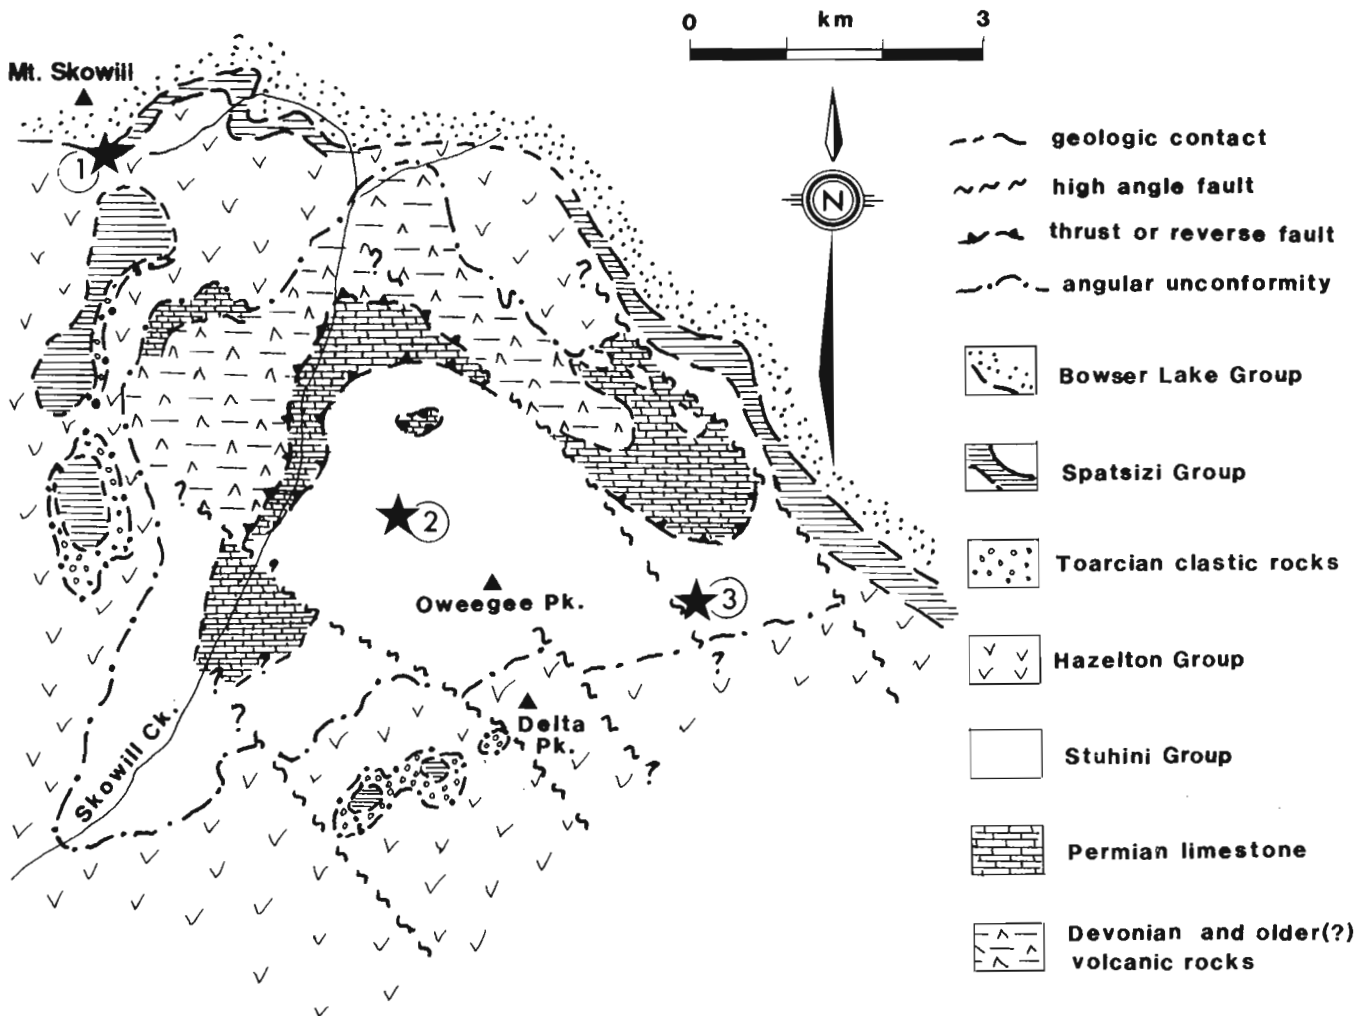 0 km 3
Mt. Skowill
1
N
geologic contact
high angle fault
thrust or reverse fault
angular unconformity
?
?
?
2
Oweegee Pk.
3
?
?
Delta
Pk.
?
Skowill Ck.
Bowser Lake Group
Spatsizi Group
Toarcian clastic rocks
Hazelton Group
Stuhini Group
Permian limestone
Devonian and older(?)
volcanic rocks